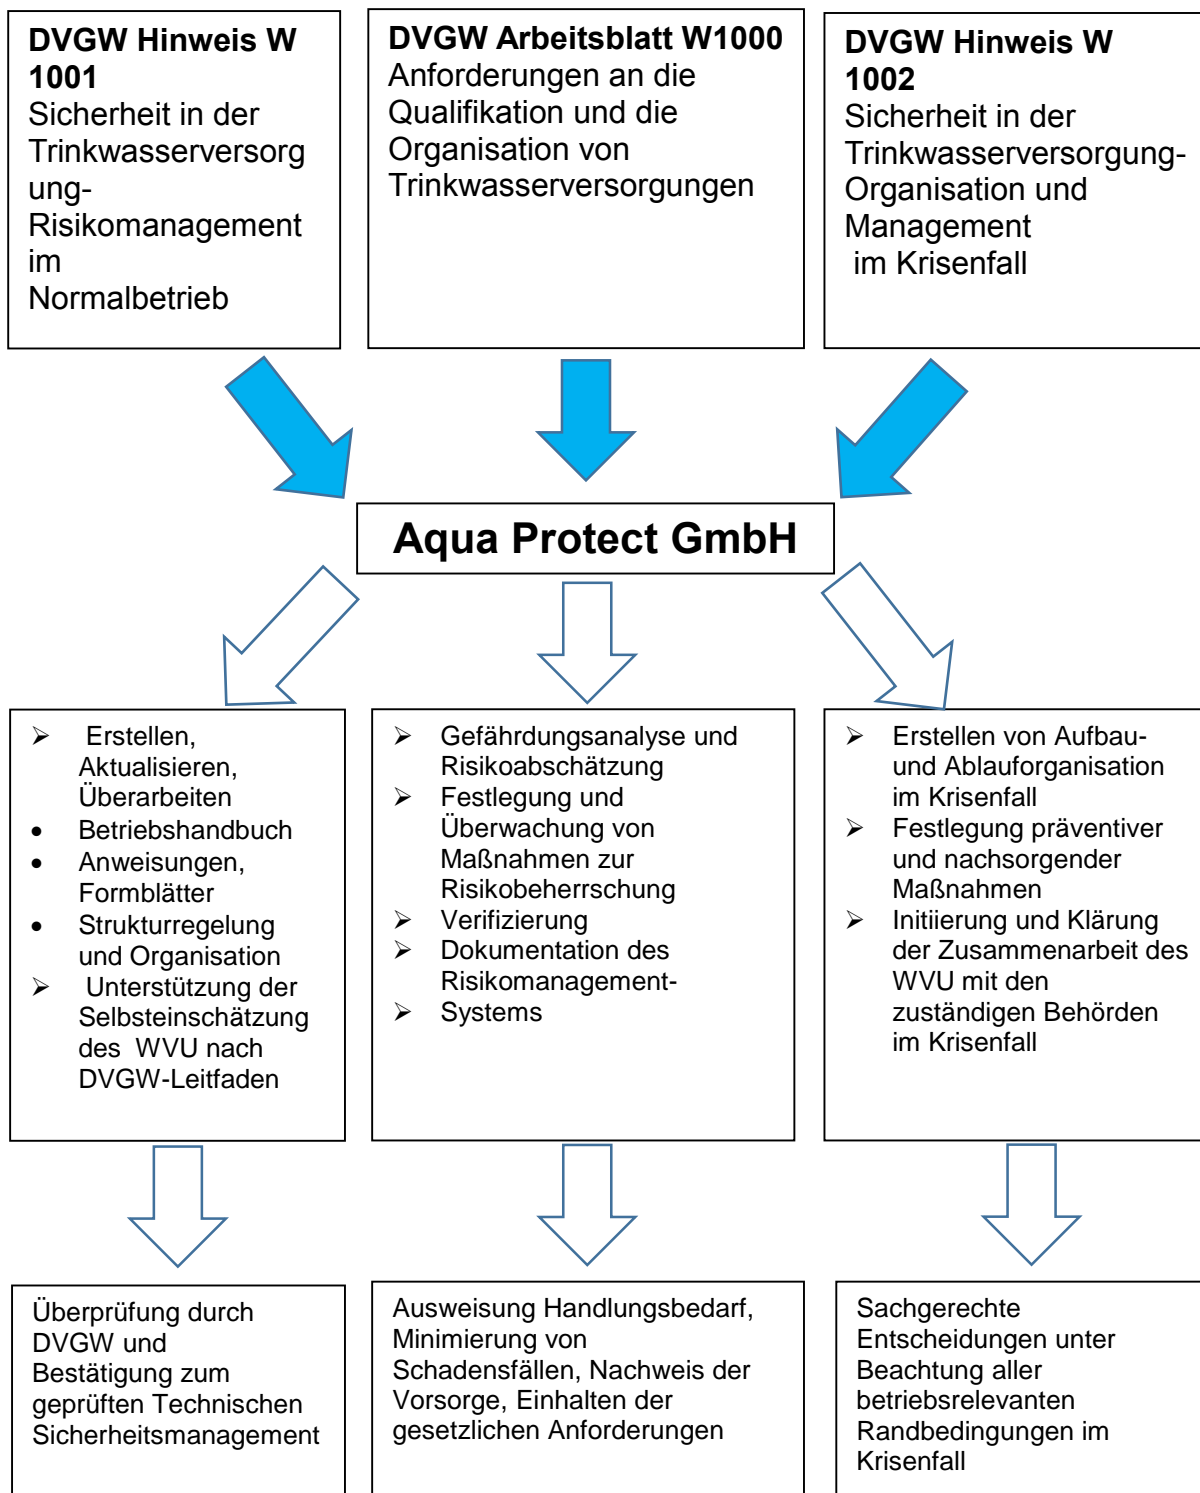 DVGW Hinweis W
1001
Sicherheit in der
Trinkwasserversorg
ung-
Risikomanagement
im
Normalbetrieb
DVGW Arbeitsblatt W1000
Anforderungen an die
Qualifikation und die
Organisation von
Trinkwasserversorgungen
DVGW Hinweis W
1002
Sicherheit in der
Trinkwasserversorgung-
Organisation und
Management
im Krisenfall
Aqua Protect GmbH
➢ Erstellen,
Aktualisieren,
Überarbeiten
• Betriebshandbuch
• Anweisungen,
Formblätter
• Strukturregelung
und Organisation
➢ Unterstützung der
Selbsteinschätzung
des WVU nach
DVGW-Leitfaden
➢ Gefährdungsanalyse und
Risikoabschätzung
➢ Festlegung und
Überwachung von
Maßnahmen zur
Risikobeherrschung
➢ Verifizierung
➢ Dokumentation des
Risikomanagement-
➢ Systems
➢ Erstellen von Aufbau-
und Ablauforganisation
im Krisenfall
➢ Festlegung präventiver
und nachsorgender
Maßnahmen
➢ Initiierung und Klärung
der Zusammenarbeit des
WVU mit den
zuständigen Behörden
im Krisenfall
Überprüfung durch
DVGW und
Bestätigung zum
geprüften Technischen
Sicherheitsmanagement
Ausweisung Handlungsbedarf,
Minimierung von
Schadensfällen, Nachweis der
Vorsorge, Einhalten der
gesetzlichen Anforderungen
Sachgerechte
Entscheidungen unter
Beachtung aller
betriebsrelevanten
Randbedingungen im
Krisenfall